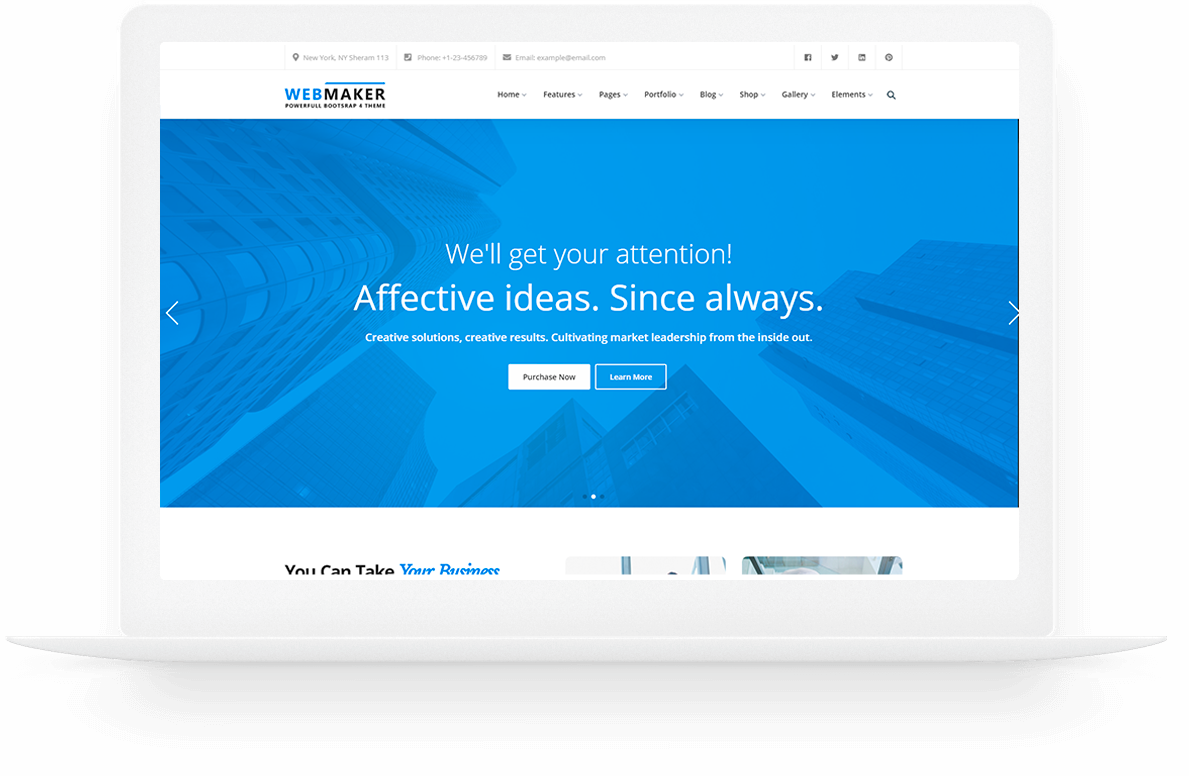 New York, NY Sheram 113 Phone: +1-23-456789 Email: example@email.com
WEBMAKER
POWERFULL BOOTSRAP 4 THEME
Home Features Pages Portfolio Blog Shop Gallery Elements
We'll get your attention!
Affective ideas. Since always.
Creative solutions, creative results. Cultivating market leadership from the inside out.
Purchase Now Learn More
You Can Take Your Business